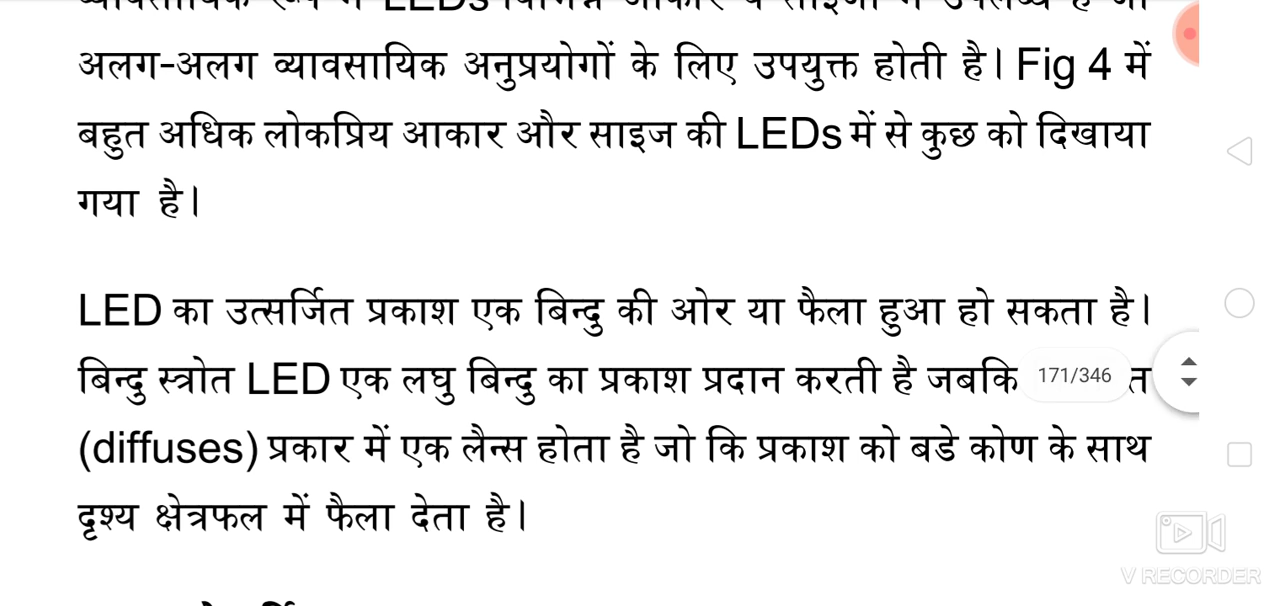 LEDs
अलग-अलग व्यावसायिक अनुप्रयोगों के लिए उपयुक्त होती है। Fig 4 में
बहुत अधिक लोकप्रिय आकार और साइज की LEDs में से कुछ को दिखाया
गया है।
LED का उत्सर्जित प्रकाश एक बिन्दु की ओर या फैला हुआ हो सकता है।
बिन्दु स्त्रोत LED एक लघु बिन्दु का प्रकाश प्रदान करती है जबकि 171/346
(diffuses) प्रकार में एक लैन्स होता है जो कि प्रकाश को बडे कोण के साथ
दृश्य क्षेत्रफल में फैला देता है।
V RECORDER